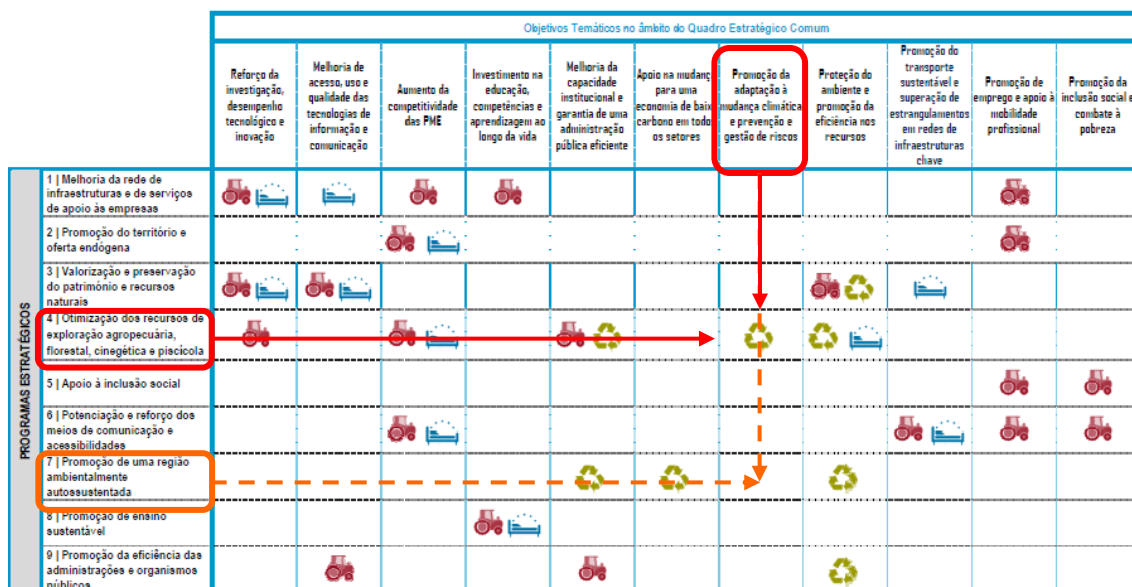 Objetivos Temáticos no âmbito do Quadro Estratégico Comum
Reforço da
investigação,
desempenho
tecnológico e
inovação
Melhoria de
acesso, uso e
qualidade das
tecnologias de
informação e
comunicação
Aumento da
competitividade
das PME
Investimento na
educação,
competências e
aprendizagem ao
longo da vida
Melhoria da
capacidade
institucional e
garantia de uma
administração
pública eficiente
Apoio na mudança
para uma
economia de baixo
carbono em todos
os setores
Promoção da
adaptação à
mudança climática
e prevenção e
gestão de riscos
Proteção do
ambiente e
promoção da
eficiência nos
recursos
Promoção do
transporte
sustentável e
superação de
estrangulamentos
em redes de
infraestruturas
chave
Promoção de
emprego e apoio à
mobilidade
profissional
Promoção da
inclusão social e
combate à
pobreza
PROGRAMAS ESTRATÉGICOS
1 | Melhoria da rede de
infraestruturas e de serviços
de apoio às empresas
2 | Promoção do território e
oferta endógena
3 | Valorização e preservação
do património e recursos
naturais
4 | Otimização dos recursos de
exploração agropecuária,
florestal, cinegética e piscícola
5 | Apoio à inclusão social
6 | Potenciação e reforço dos
meios de comunicação e
acessibilidades
7 | Promoção de uma região
ambientalmente
autossustentada
8 | Promoção de ensino
sustentável
9 | Promoção da eficiência das
administrações e organismos
públicos